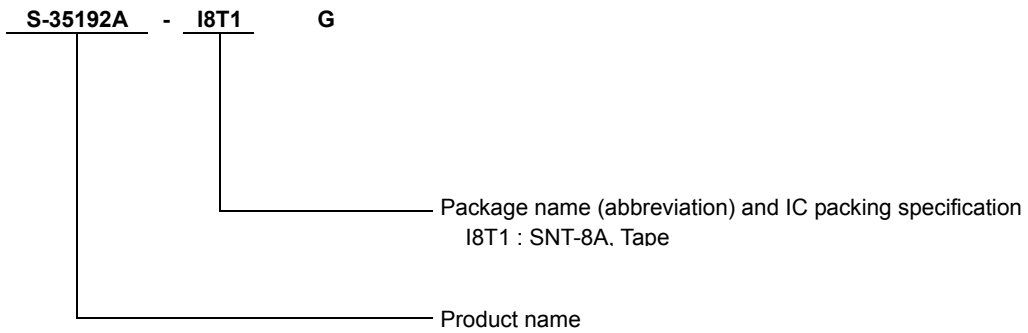 S-35192A - I8T1 G
Package name (abbreviation) and IC packing specification
I8T1 : SNT-8A, Tape
Product name